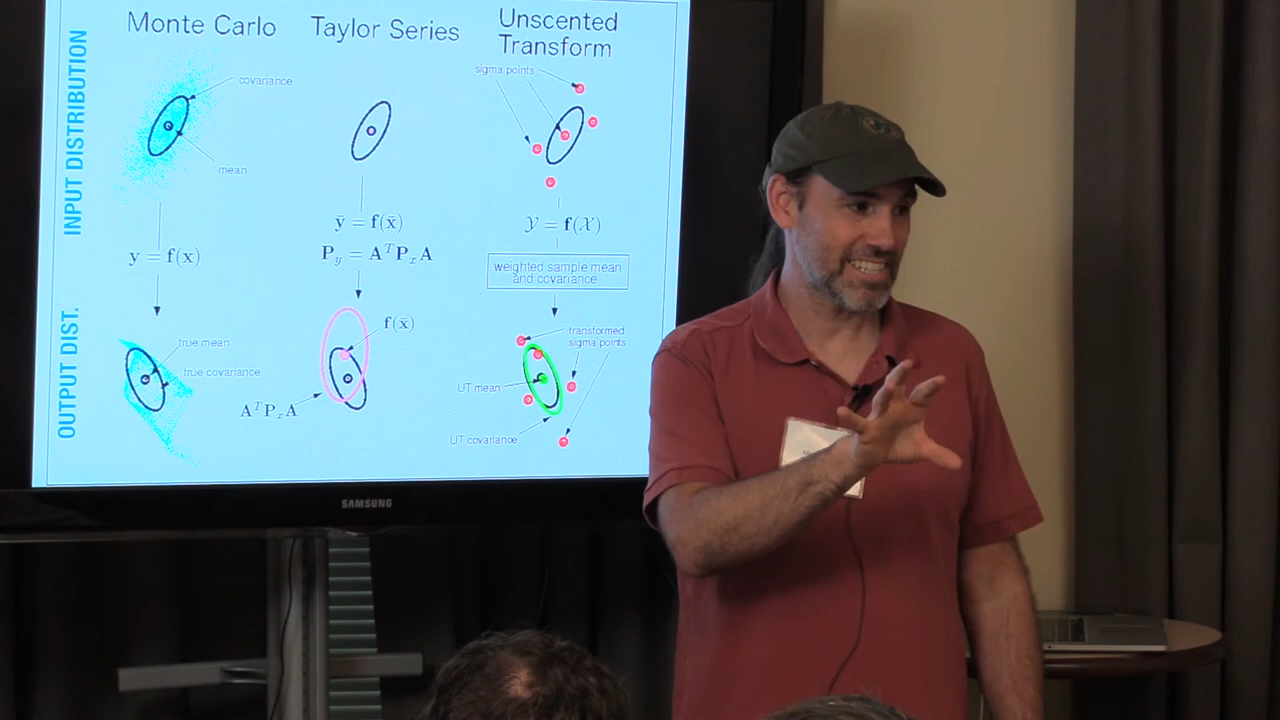 Monte Carlo
Taylor Series
Unscented
Transform
INPUT DISTRIBUTION
covariance
mean
sigma points
y = f(x)
ȳ = f(x̄)
P_y = A^T P_x A
𝒴 = f(𝒳)
weighted sample mean
and covariance
OUTPUT DIST.
true mean
true covariance
f(x̄)
A^T P_x A
transformed
sigma points
UT mean
UT covariance
SAMSUNG